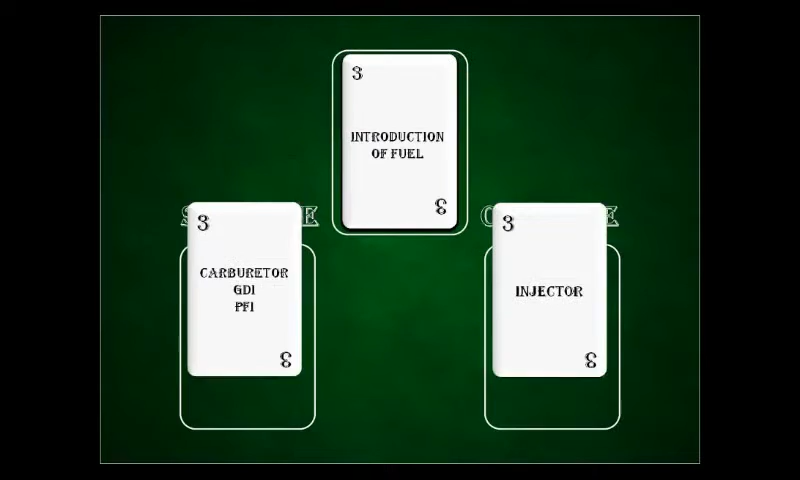 3
INTRODUCTION
OF FUEL
3
3
CARBURETOR
GDI
PFI
3
3
INJECTOR
3